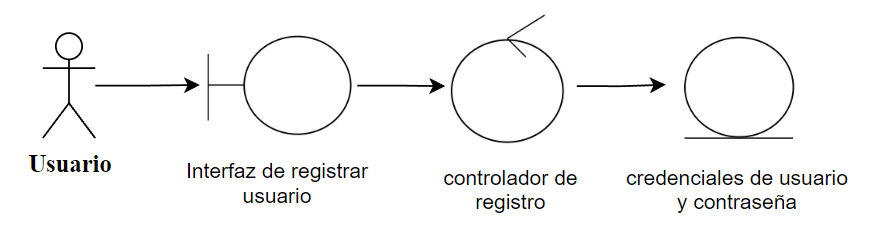 Usuario
Interfaz de registrar
usuario
controlador de
registro
credenciales de usuario
y contraseña